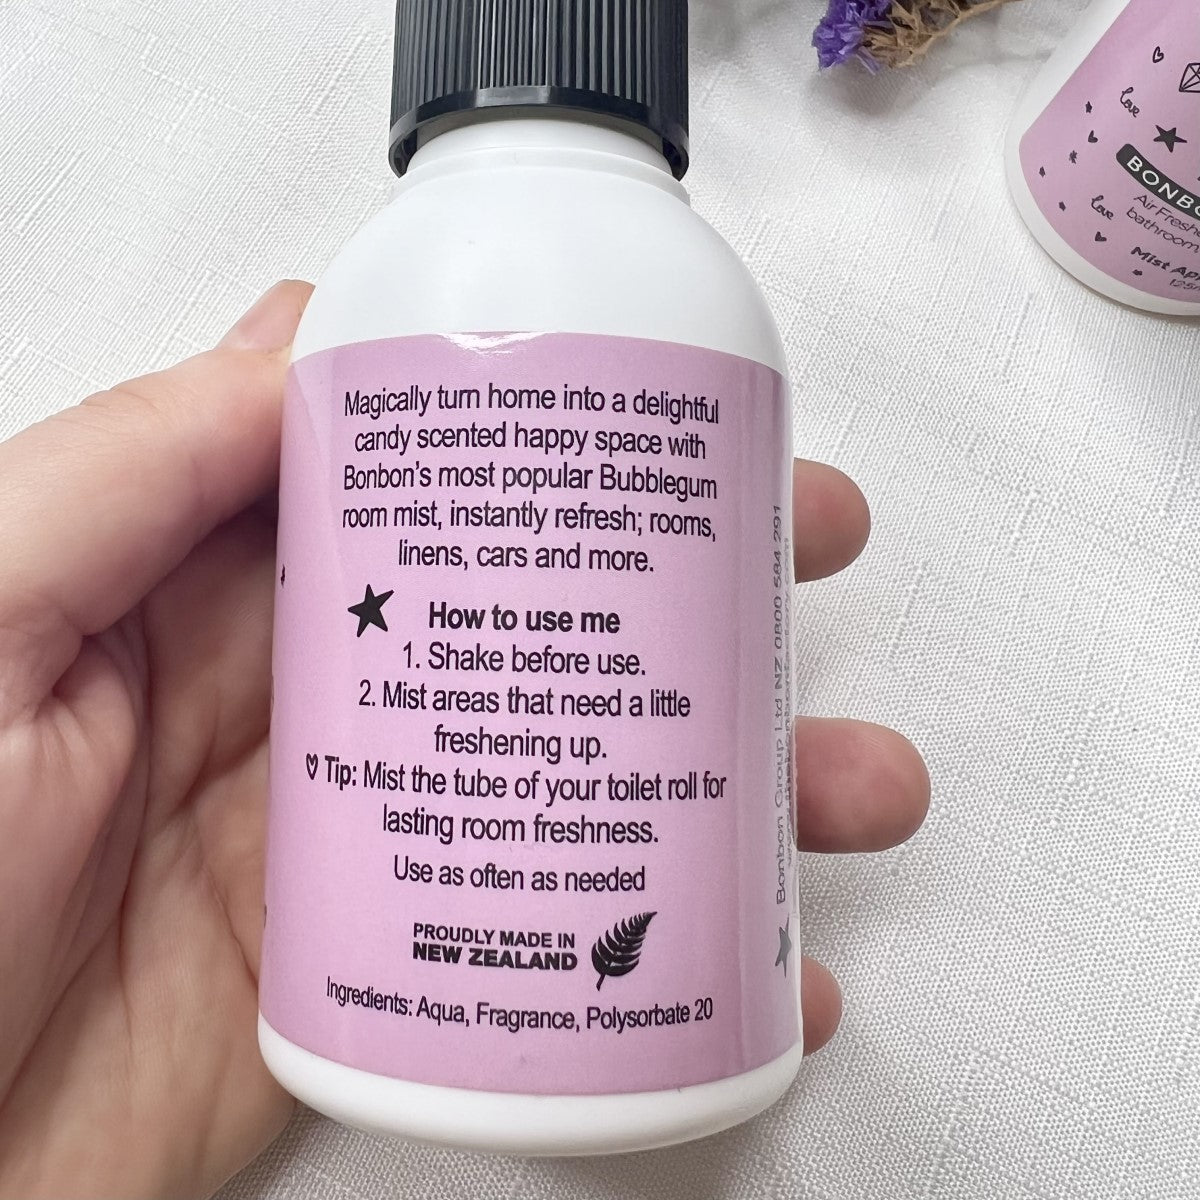 Magically turn home into a delightful
candy scented happy space with
Bonbon's most popular Bubblegum
room mist, instantly refresh; rooms,
linens, cars and more.
How to use me
1. Shake before use.
2. Mist areas that need a little
freshening up.
Tip: Mist the tube of your toilet roll for
lasting room freshness.
Use as often as needed
PROUDLY MADE IN
NEW ZEALAND
Ingredients: Aqua, Fragrance, Polysorbate 20
Bonbon Group Ltd NZ 0800 584 291
love
love
Air
bathroom
Mist